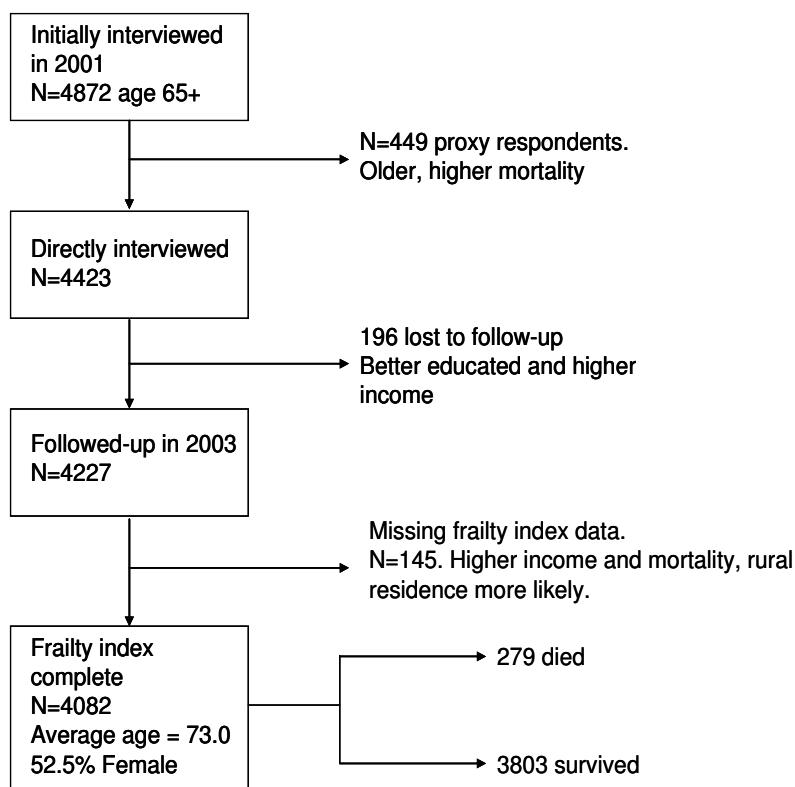 Initially interviewed
in 2001
N=4872 age 65+
N=449 proxy respondents.
Older, higher mortality
Directly interviewed
N=4423
196 lost to follow-up
Better educated and higher
income
Followed-up in 2003
N=4227
Missing frailty index data.
N=145. Higher income and mortality, rural
residence more likely.
Frailty index
complete
N=4082
Average age = 73.0
52.5% Female
279 died
3803 survived